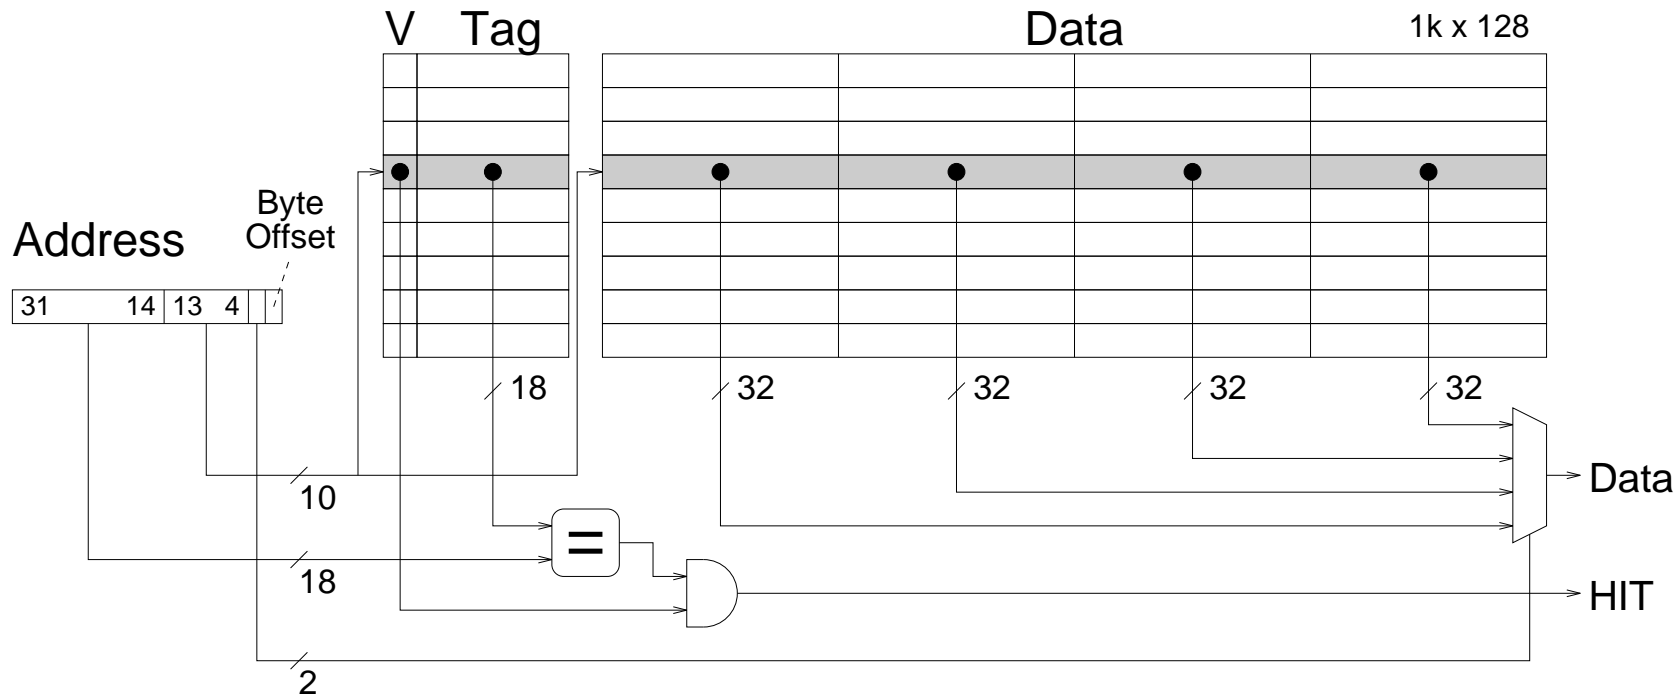 V Tag Data 1k x 128
Byte
Offset
Address
31 14 13 4
18 32 32 32 32
10
Data
=
18
HIT
2